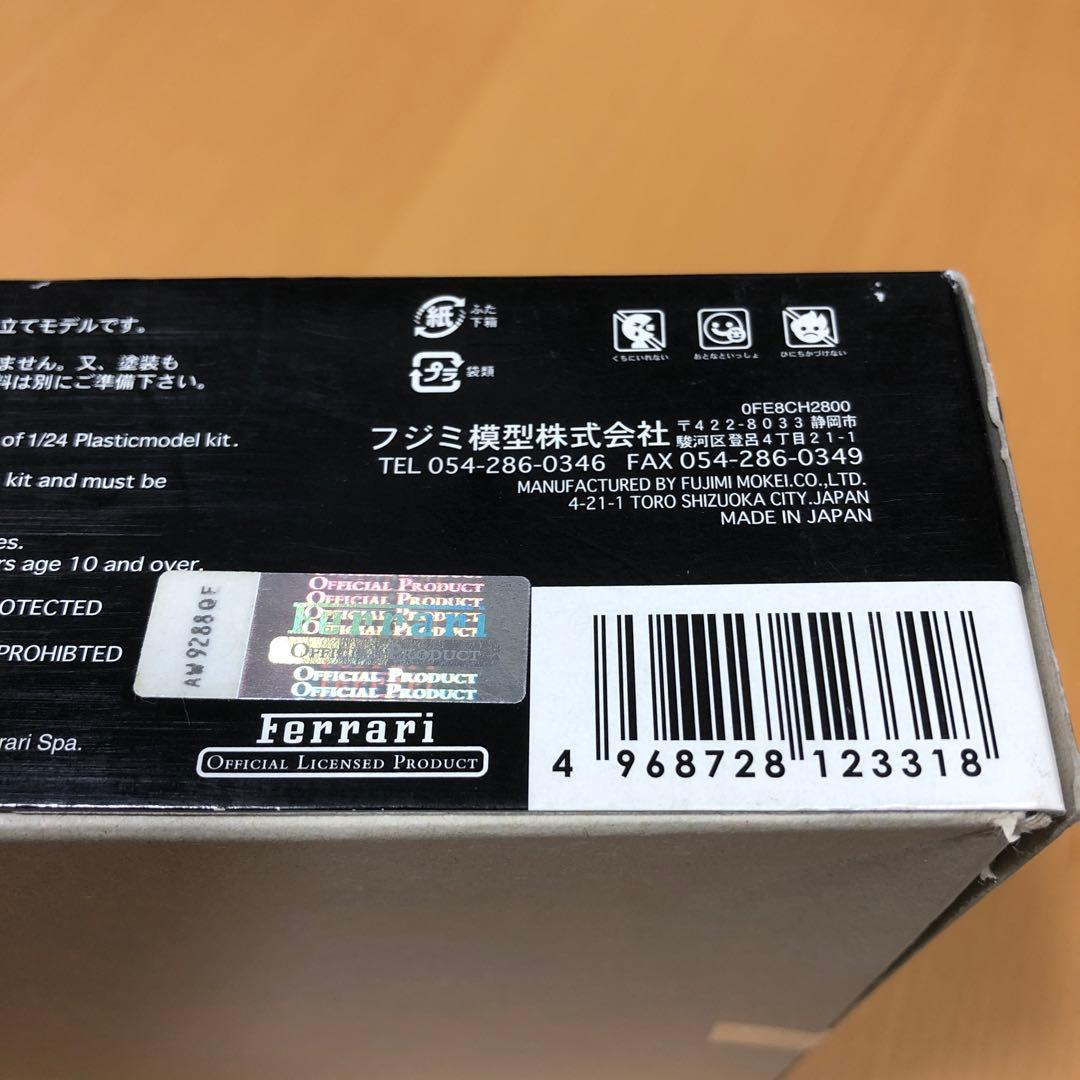 立てモデルです。
ません。又、塗装も
料は別にご準備下さい。
of 1/24 Plasticmodel kit.
kit and must be
es.
rs age 10 and over.
OTECTED
PROHIBTED
rari Spa.
紙
ふた
下箱
プラ
袋類
くちにいれない
おとなといっしょ
ひにちかづけない
0FE8CH2800
フジミ模型株式会社
〒422-8033 静岡市
駿河区登呂4丁目21-1
TEL 054-286-0346 FAX 054-286-0349
MANUFACTURED BY FUJIMI MOKEI.CO.,LTD.
4-21-1 TORO SHIZUOKA CITY.JAPAN
MADE IN JAPAN
AW92880E
OFFICIAL PRODUCT
OFFICIAL PRODUCT
Ferrari
OFFICIAL PRODUCT
OFFICIAL PRODUCT
OFFICIAL PRODUCT
Ferrari
OFFICIAL LICENSED PRODUCT
4 968728 123318